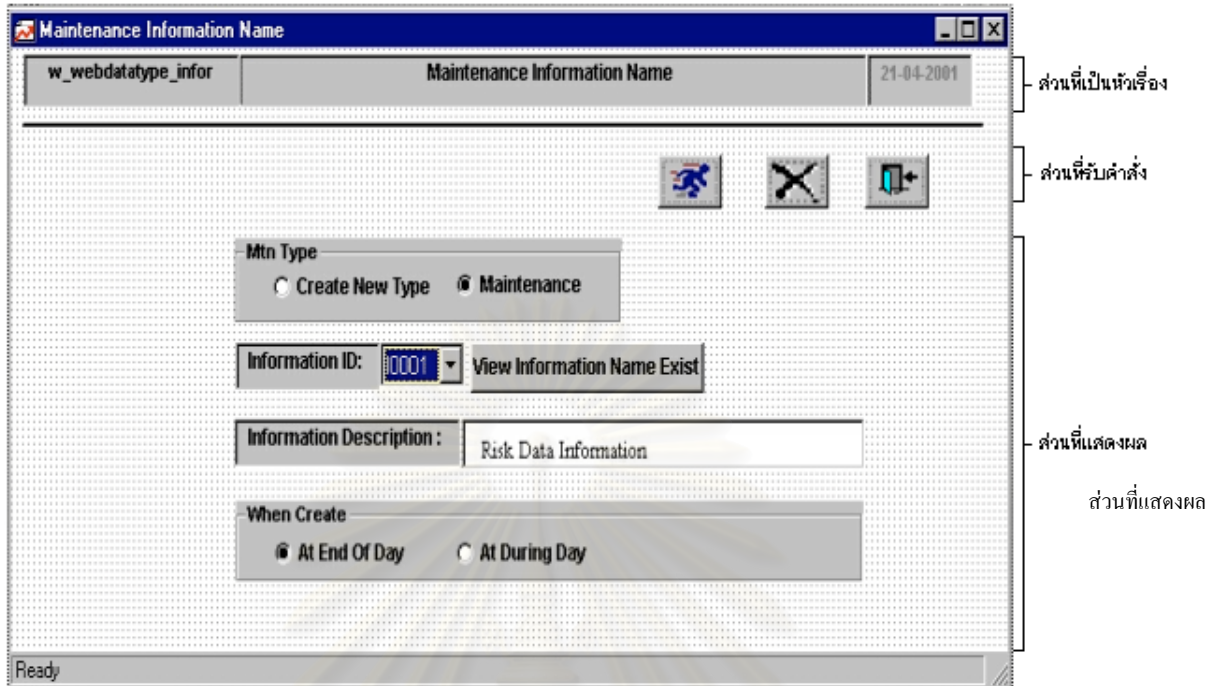 Maintenance Information Name
w_webdatatype_infor Maintenance Information Name 21-04-2001
ส่วนที่เป็นหัวเรื่อง
ส่วนที่รับคำสั่ง
Mtn Type
Create New Type Maintenance
Information ID: 0001 View Information Name Exist
Information Description : Risk Data Information
ส่วนที่แสดงผล
ส่วนที่แสดงผล
When Create
At End Of Day At During Day
Ready